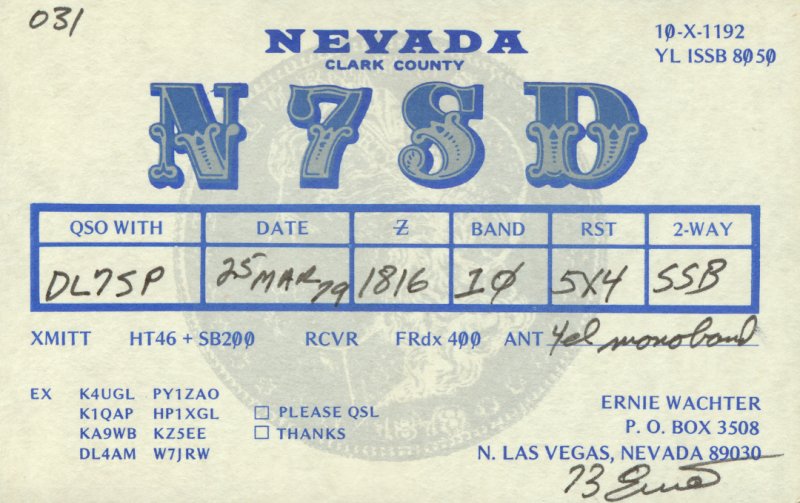 031
NEVADA
CLARK COUNTY
10-X-1192
YL ISSB 8050
N7SD
QSO WITH DATE Z BAND RST 2-WAY
DL7SP 25 MAR 79 1816 10 5X4 SSB
XMITT HT46 + SB200 RCVR FRdx 400 ANT 4el monoband
EX K4UGL PY1ZAO
K1QAP HP1XGL
KA9WB KZ5EE
DL4AM W7JRW
☐ PLEASE QSL
☐ THANKS
ERNIE WACHTER
P. O. BOX 3508
N. LAS VEGAS, NEVADA 89030
73 Ernie